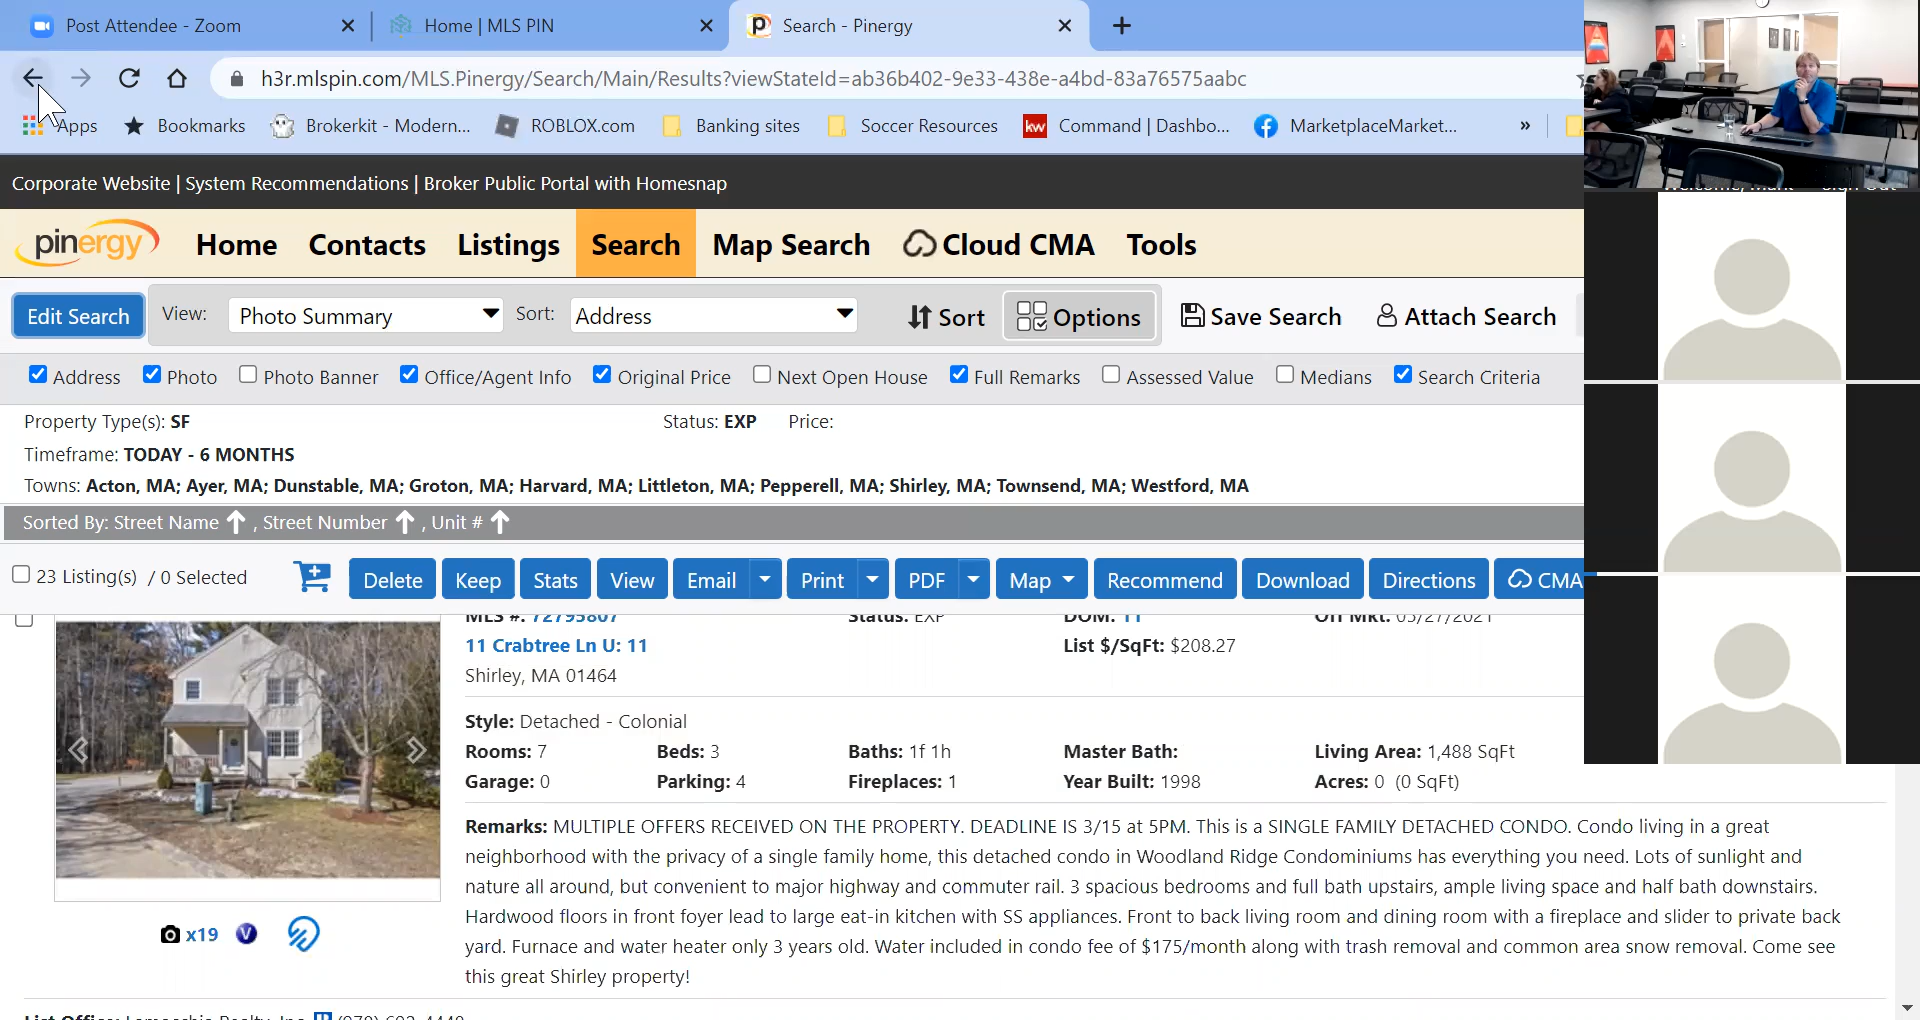 Post Attendee - Zoom
Home | MLS PIN
Search - Pinergy
h3r.mlspin.com/MLS.Pinergy/Search/Main/Results?viewStateId=ab36b402-9e33-438e-a4bd-83a76575aabc
Apps Bookmarks Brokerkit - Modern... ROBLOX.com Banking sites Soccer Resources kw Command | Dashbo... MarketplaceMarket... »
Corporate Website | System Recommendations | Broker Public Portal with Homesnap
pinergy Home Contacts Listings Search Map Search Cloud CMA Tools
Edit Search View: Photo Summary Sort: Address Sort Options Save Search Attach Search
Address Photo Photo Banner Office/Agent Info Original Price Next Open House Full Remarks Assessed Value Medians Search Criteria
Property Type(s): SF Status: EXP Price:
Timeframe: TODAY - 6 MONTHS
Towns: Acton, MA; Ayer, MA; Dunstable, MA; Groton, MA; Harvard, MA; Littleton, MA; Pepperell, MA; Shirley, MA; Townsend, MA; Westford, MA
Sorted By: Street Name , Street Number , Unit #
23 Listing(s) / 0 Selected Delete Keep Stats View Email Print PDF Map Recommend Download Directions CMA
MLS #: 72795807 Status: EXP DOM: 11 Off Mkt: 05/27/2021
11 Crabtree Ln U: 11 List $/SqFt: $208.27
Shirley, MA 01464
Style: Detached - Colonial
Rooms: 7 Beds: 3 Baths: 1f 1h Master Bath: Living Area: 1,488 SqFt
Garage: 0 Parking: 4 Fireplaces: 1 Year Built: 1998 Acres: 0 (0 SqFt)
Remarks: MULTIPLE OFFERS RECEIVED ON THE PROPERTY. DEADLINE IS 3/15 at 5PM. This is a SINGLE FAMILY DETACHED CONDO. Condo living in a great
neighborhood with the privacy of a single family home, this detached condo in Woodland Ridge Condominiums has everything you need. Lots of sunlight and
nature all around, but convenient to major highway and commuter rail. 3 spacious bedrooms and full bath upstairs, ample living space and half bath downstairs.
Hardwood floors in front foyer lead to large eat-in kitchen with SS appliances. Front to back living room and dining room with a fireplace and slider to private back
yard. Furnace and water heater only 3 years old. Water included in condo fee of $175/month along with trash removal and common area snow removal. Come see
this great Shirley property!
x19 V